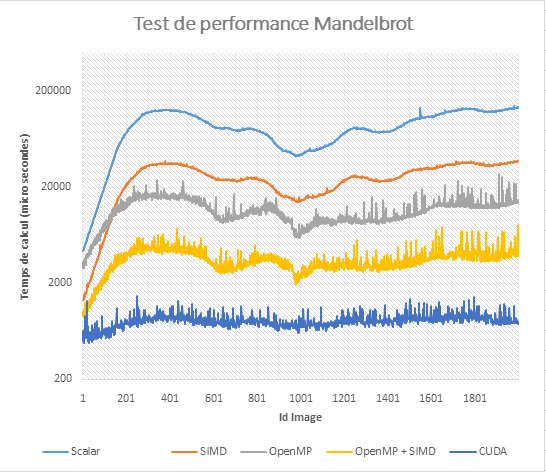 Test de performance Mandelbrot
Temps de calcul (micro secondes)
200000
20000
2000
200
1 201 401 601 801 1001 1201 1401 1601 1801
Id Image
Scalar SIMD OpenMP OpenMP + SIMD CUDA